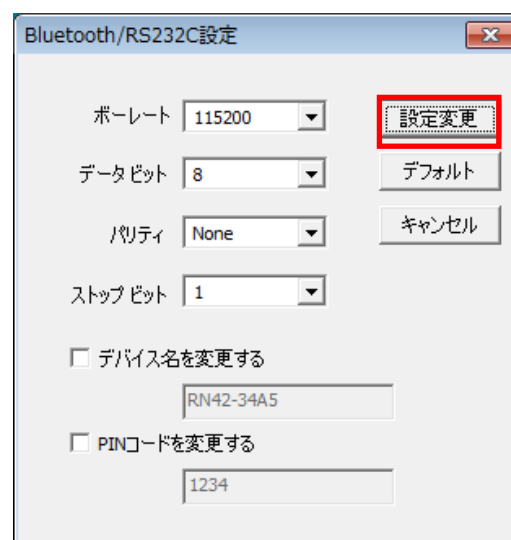 Bluetooth/RS232C設定
ボーレート 115200 設定変更
データビット 8 デフォルト
パリティ None キャンセル
ストップビット 1
デバイス名を変更する
RN42-34A5
PINコードを変更する
1234